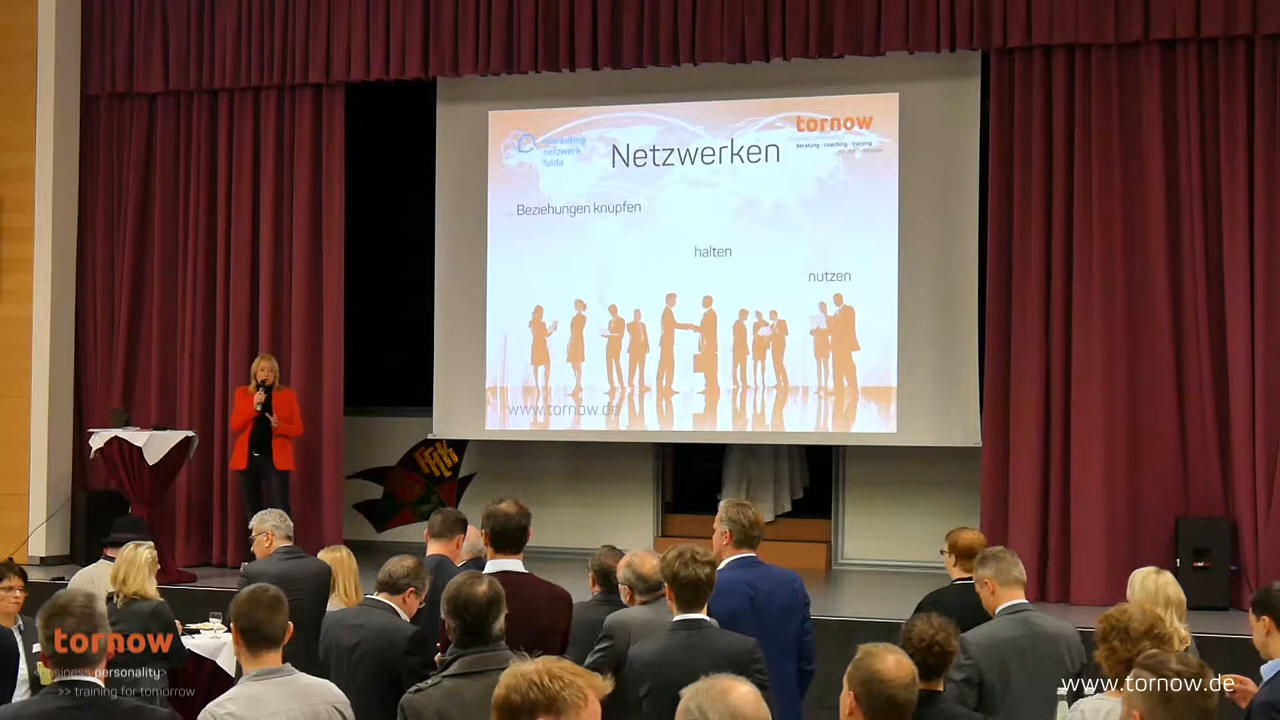 marketing
netzwerk
fulda
tornow
beratung · coaching · training
Netzwerken
Beziehungen knüpfen
halten
nutzen
www.tornow.de
tornow
<business personality>
>> training for tomorrow
www.tornow.de